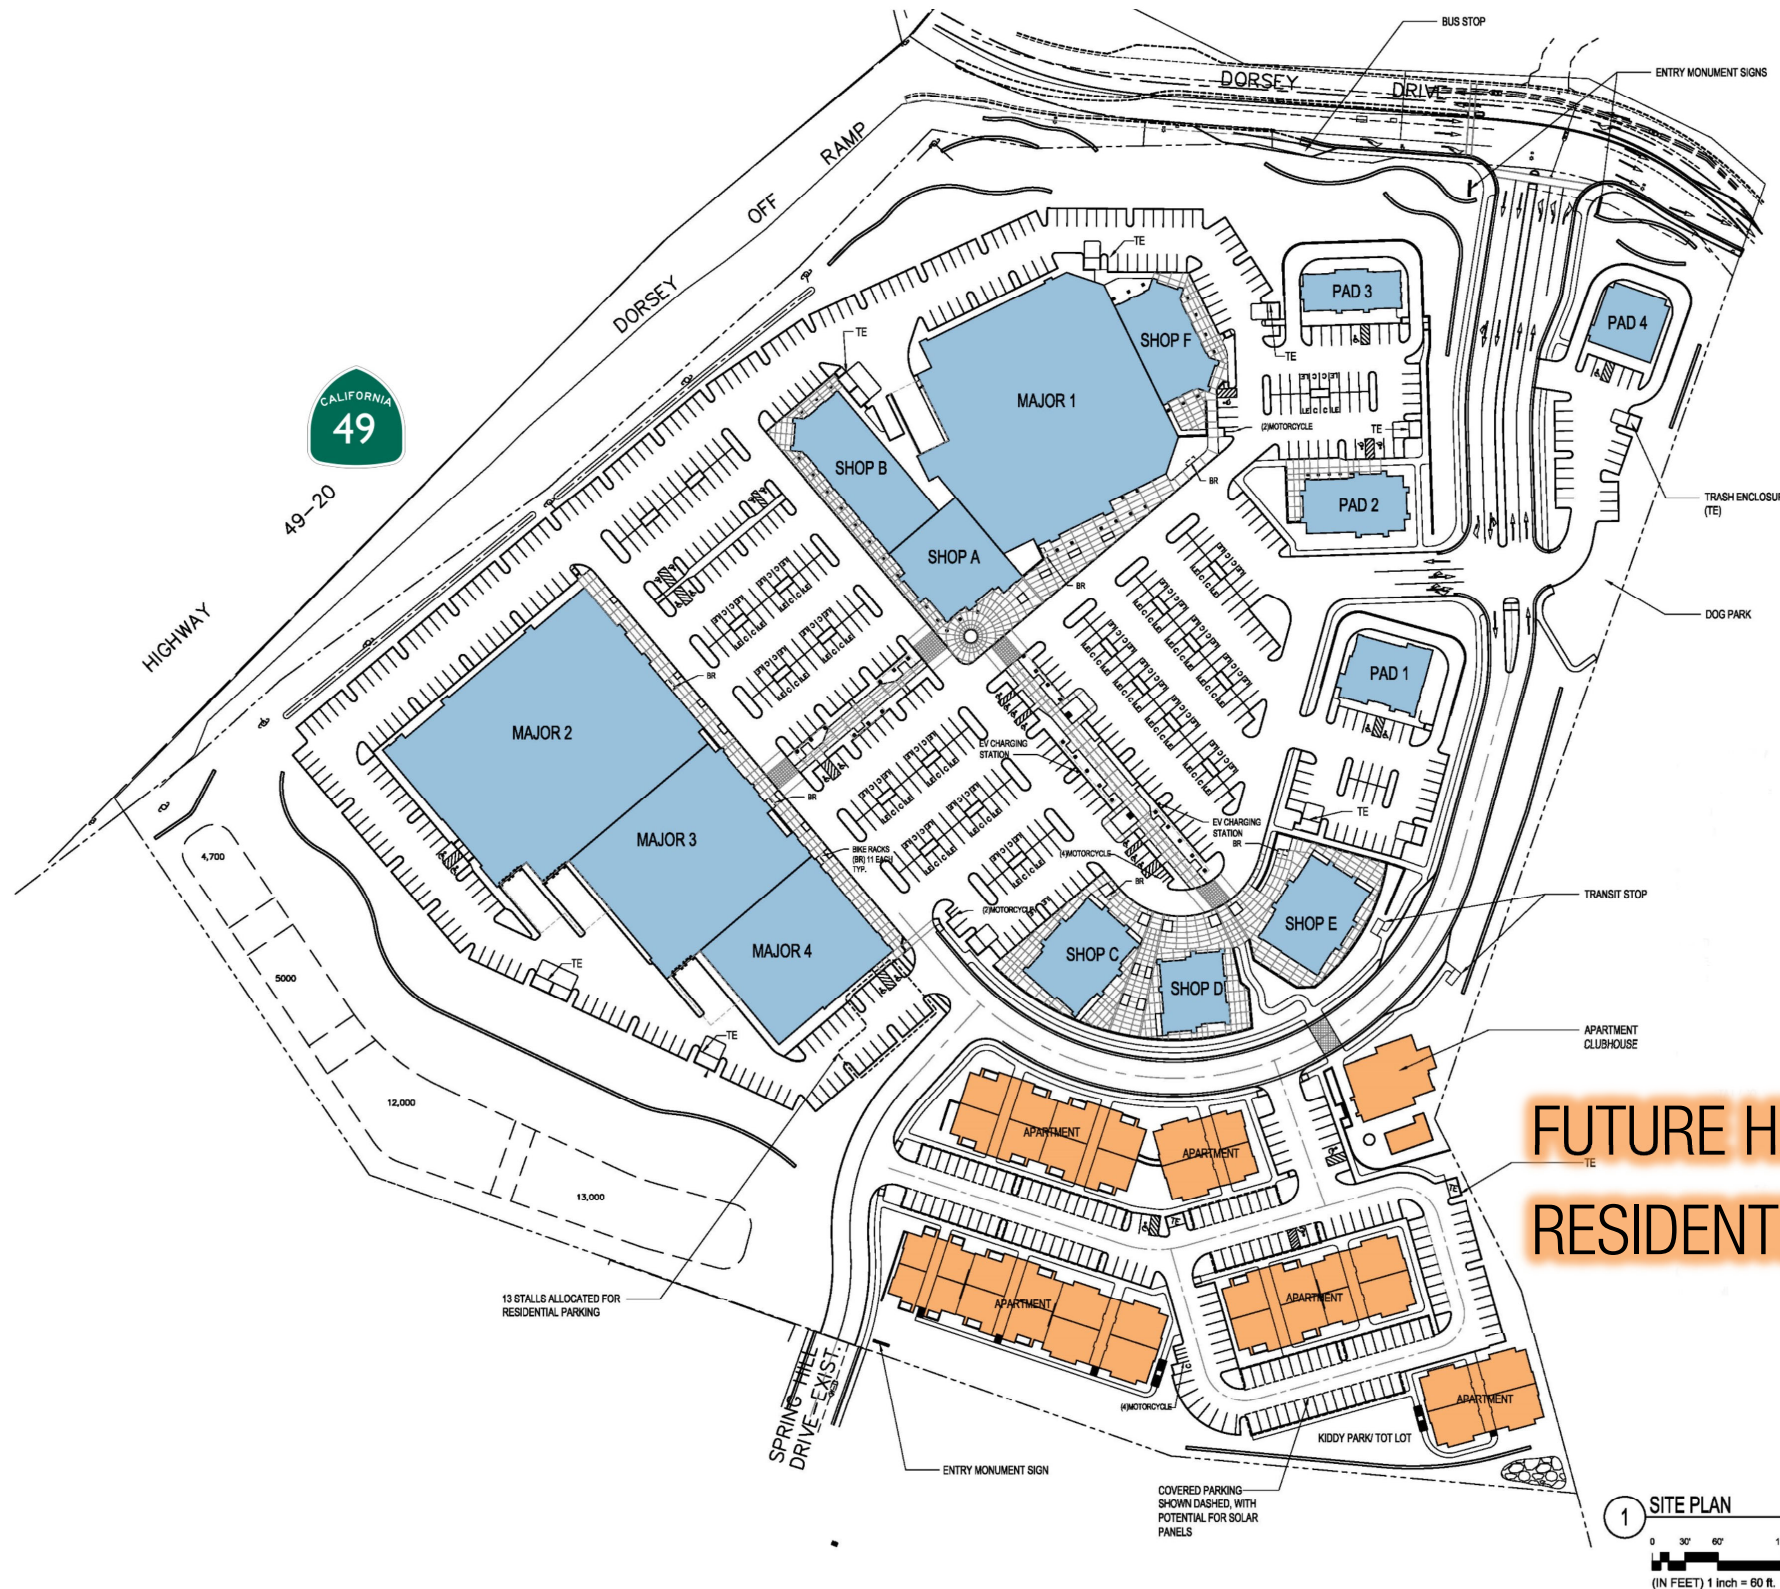 BUS STOP
ENTRY MONUMENT SIGNS
DORSEY
DRIVE
RAMP
OFF
DORSEY
TE
PAD 3
PAD 4
SHOP F
TE
TE
MAJOR 1
CALIFORNIA
49
(2)MOTORCYCLE
TE
SHOP B
BR
49-20
PAD 2
TRASH ENCLOSU
(TE)
SHOP A
BR
HIGHWAY
DOG PARK
BR
PAD 1
MAJOR 2
EV CHARGING
STATION
BR
EV CHARGING
STATION
TE
MAJOR 3
BR
BIKE RACKS
(BR) 11 EACH
TYP.
(4)MOTORCYCLE
BR
4,700
TRANSIT STOP
(2)MOTORCYCLE
SHOP E
MAJOR 4
SHOP C
TE
5000
SHOP D
TE
APARTMENT
CLUBHOUSE
12,000
APARTMENT
APARTMENT
FUTURE H
TE
TE
13,000
TE
RESIDENT
13 STALLS ALLOCATED FOR
RESIDENTIAL PARKING
APARTMENT
APARTMENT
SPRING HILL
DRIVE-EXIST.
(4)MOTORCYCLE
APARTMENT
KIDDY PARK/ TOT LOT
ENTRY MONUMENT SIGN
COVERED PARKING
SHOWN DASHED, WITH
POTENTIAL FOR SOLAR
PANELS
1
SITE PLAN
0 30' 60' 1
(IN FEET) 1 inch = 60 ft.